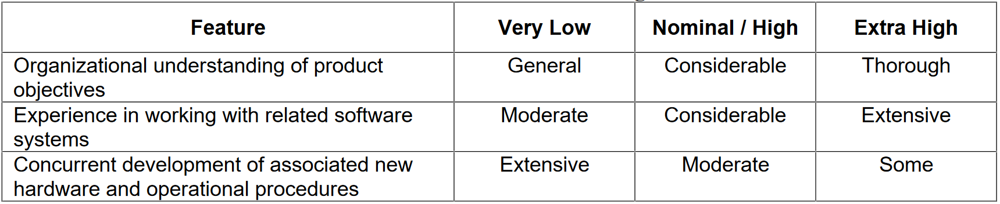 Feature Very Low Nominal / High Extra High
Organizational understanding of product General Considerable Thorough
objectives
Experience in working with related software Moderate Considerable Extensive
systems
Concurrent development of associated new Extensive Moderate Some
hardware and operational procedures